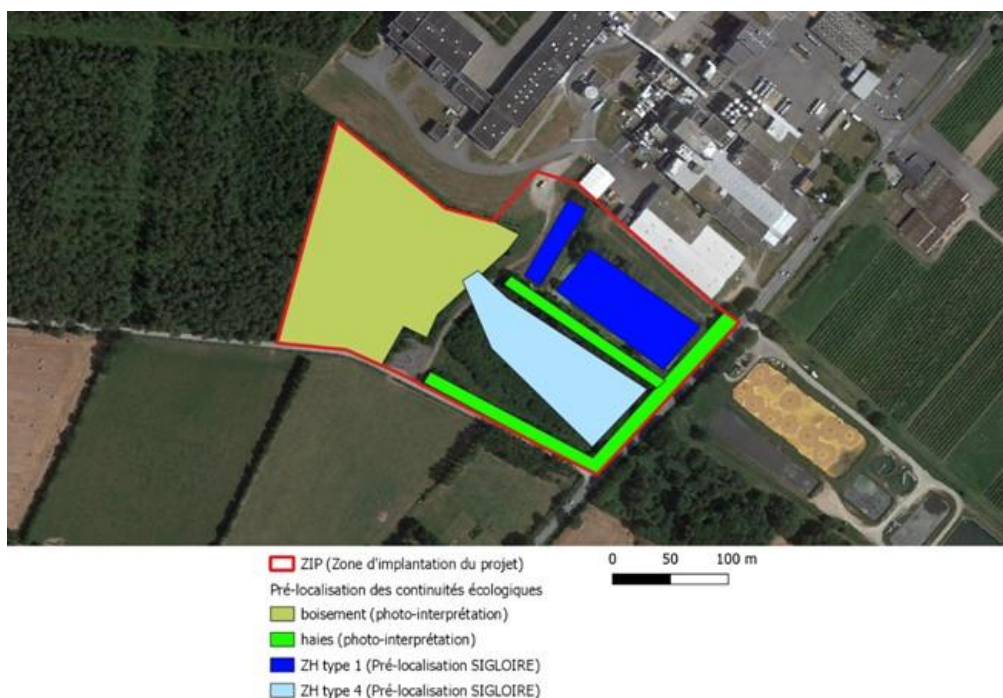 ZIP (Zone d'implantation du projet)
0 50 100 m
Pré-localisation des continuités écologiques
boisement (photo-interprétation)
haies (photo-interprétation)
ZH type 1 (Pré-localisation SIGLOIRE)
ZH type 4 (Pré-localisation SIGLOIRE)